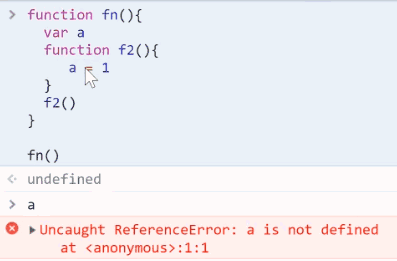 > function fn(){
var a
function f2(){
a = 1
}
f2()
}
fn()
<· undefined
> a
▶Uncaught ReferenceError: a is not defined
at <anonymous>:1:1